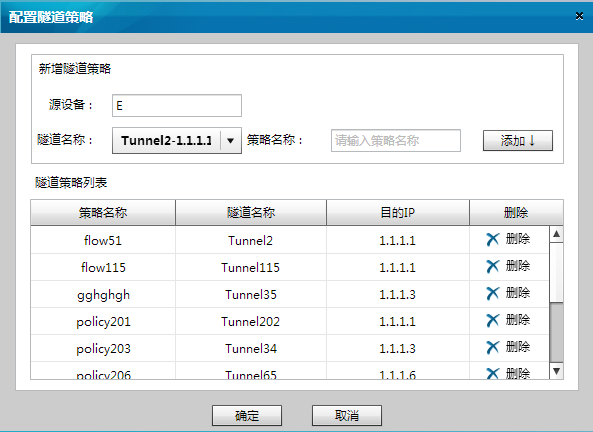 配置隧道策略
新增隧道策略
源设备： E
隧道名称： Tunnel2-1.1.1.1 策略名称： 请输入策略名称 添加↓
隧道策略列表
策略名称 隧道名称 目的IP 删除
flow51 Tunnel2 1.1.1.1 删除
flow115 Tunnel115 1.1.1.1 删除
gghghgh Tunnel35 1.1.1.3 删除
policy201 Tunnel202 1.1.1.1 删除
policy203 Tunnel34 1.1.1.3 删除
policy206 Tunnel65 1.1.1.6 删除
确定 取消